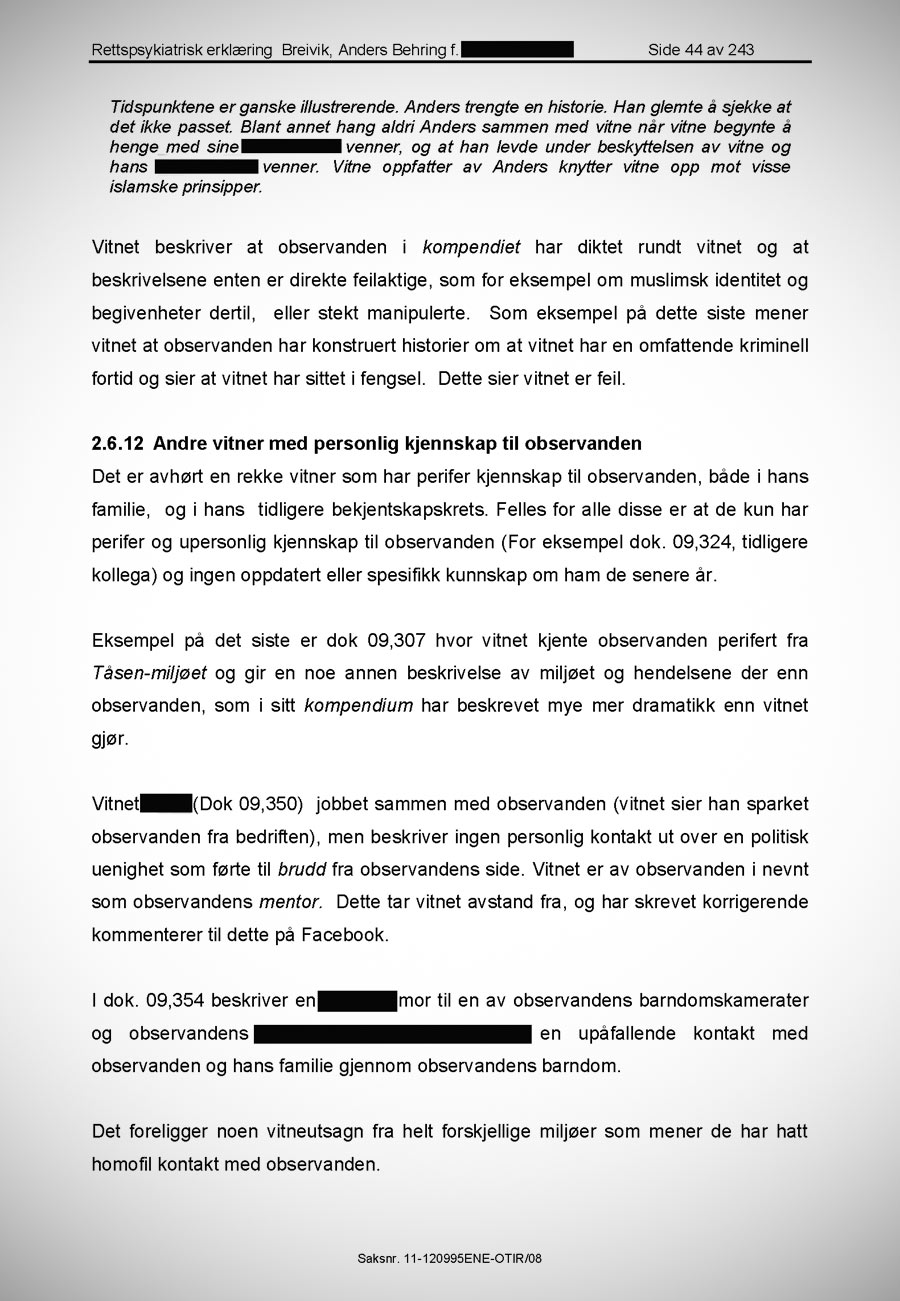 Rettspsykiatrisk erklæring Breivik, Anders Behring f. Side 44 av 243
Tidspunktene er ganske illustrerende. Anders trengte en historie. Han glemte å sjekke at
det ikke passet. Blant annet hang aldri Anders sammen med vitne når vitne begynte å
henge med sine venner, og at han levde under beskyttelsen av vitne og
hans venner. Vitne oppfatter av Anders knytter vitne opp mot visse
islamske prinsipper.
Vitnet beskriver at observanden i kompendiet har diktet rundt vitnet og at
beskrivelsene enten er direkte feilaktige, som for eksempel om muslimsk identitet og
begivenheter dertil, eller stekt manipulerte. Som eksempel på dette siste mener
vitnet at observanden har konstruert historier om at vitnet har en omfattende kriminell
fortid og sier at vitnet har sittet i fengsel. Dette sier vitnet er feil.
2.6.12 Andre vitner med personlig kjennskap til observanden
Det er avhørt en rekke vitner som har perifer kjennskap til observanden, både i hans
familie, og i hans tidligere bekjentskapskrets. Felles for alle disse er at de kun har
perifer og upersonlig kjennskap til observanden (For eksempel dok. 09,324, tidligere
kollega) og ingen oppdatert eller spesifikk kunnskap om ham de senere år.
Eksempel på det siste er dok 09,307 hvor vitnet kjente observanden perifert fra
Tåsen-miljøet og gir en noe annen beskrivelse av miljøet og hendelsene der enn
observanden, som i sitt kompendium har beskrevet mye mer dramatikk enn vitnet
gjør.
Vitnet (Dok 09,350) jobbet sammen med observanden (vitnet sier han sparket
observanden fra bedriften), men beskriver ingen personlig kontakt ut over en politisk
uenighet som førte til brudd fra observandens side. Vitnet er av observanden i nevnt
som observandens mentor. Dette tar vitnet avstand fra, og har skrevet korrigerende
kommenterer til dette på Facebook.
I dok. 09,354 beskriver en mor til en av observandens barndomskamerater
og observandens en upåfallende kontakt med
observanden og hans familie gjennom observandens barndom.
Det foreligger noen vitneutsagn fra helt forskjellige miljøer som mener de har hatt
homofil kontakt med observanden.
Saksnr. 11-120995ENE-OTIR/08